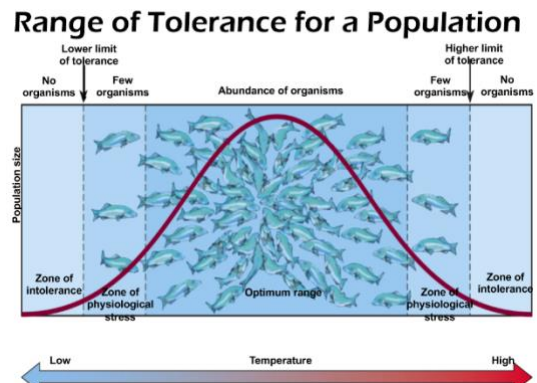 Range of Tolerance for a Population
Lower limit
of tolerance
Higher limit
of tolerance
No
organisms
Few
organisms
Abundance of organisms
Few
organisms
No
organisms
Population size
Zone of
intolerance
Zone of
physiological
stress
Optimum range
Zone of
physiological
stress
Zone of
intolerance
Low
Temperature
High